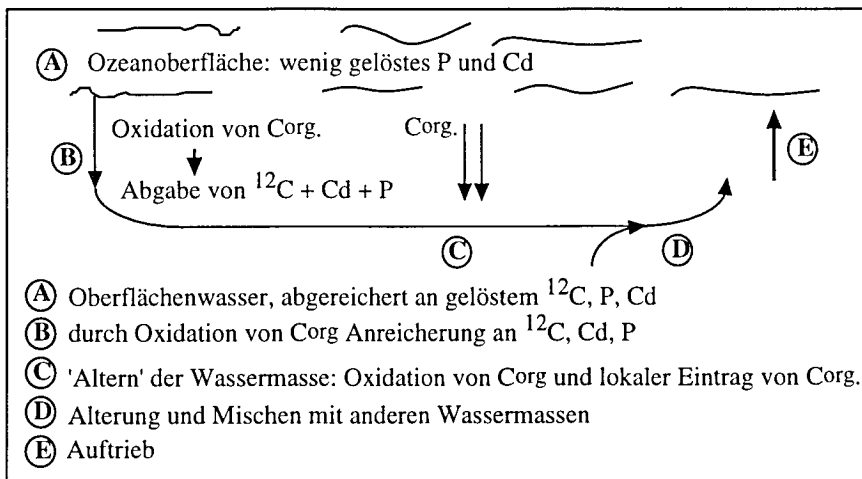 Ⓐ Ozeanoberfläche: wenig gelöstes P und Cd
Oxidation von Corg. Corg.
Ⓑ Ⓔ
Abgabe von ¹²C + Cd + P
Ⓒ Ⓓ
Ⓐ Oberflächenwasser, abgereichert an gelöstem ¹²C, P, Cd
Ⓑ durch Oxidation von Corg Anreicherung an ¹²C, Cd, P
Ⓒ 'Altern' der Wassermasse: Oxidation von Corg und lokaler Eintrag von Corg.
Ⓓ Alterung und Mischen mit anderen Wassermassen
Ⓔ Auftrieb